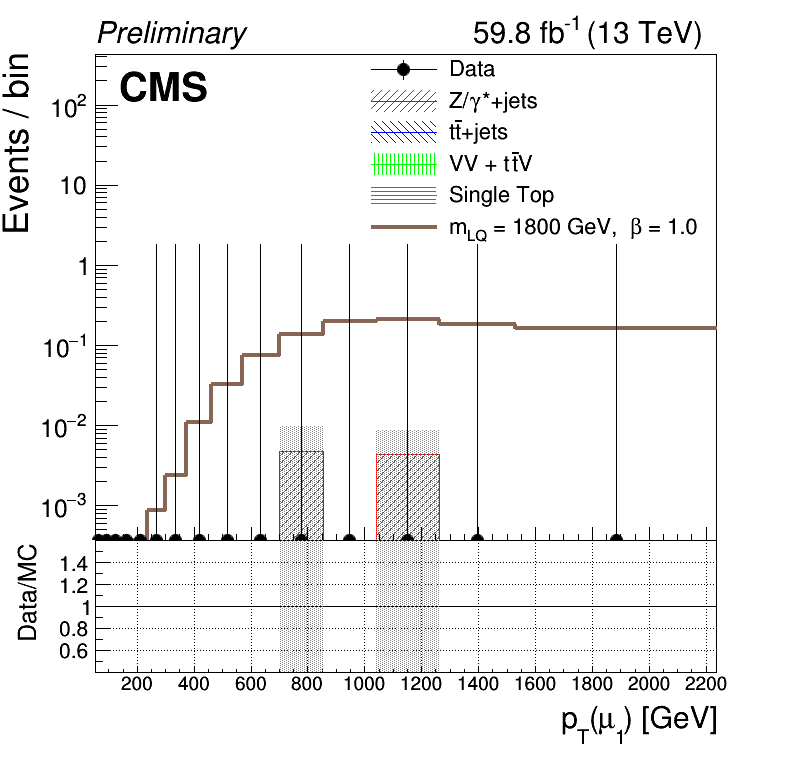 Preliminary 59.8 fb⁻¹ (13 TeV)
CMS
Data
Z/γ*+jets
tt̄+jets
VV + tt̄V
Single Top
m_LQ = 1800 GeV, β = 1.0
Events / bin
10²
10
1
10⁻¹
10⁻²
10⁻³
Data/MC
1.4
1.2
1
0.8
0.6
200 400 600 800 1000 1200 1400 1600 1800 2000 2200
p_T(μ_1) [GeV]